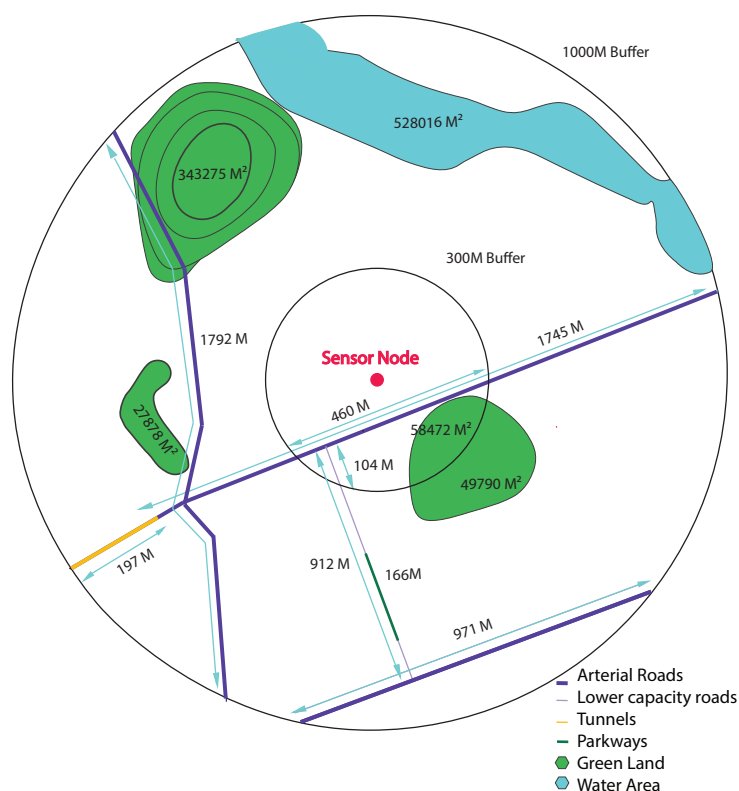 1000M Buffer
528016 M²
343275 M²
300M Buffer
1745 M
1792 M
Sensor Node
460 M
27878 M²
58472 M²
104 M
49790 M²
197 M
912 M
166M
971 M
Arterial Roads
Lower capacity roads
Tunnels
Parkways
Green Land
Water Area